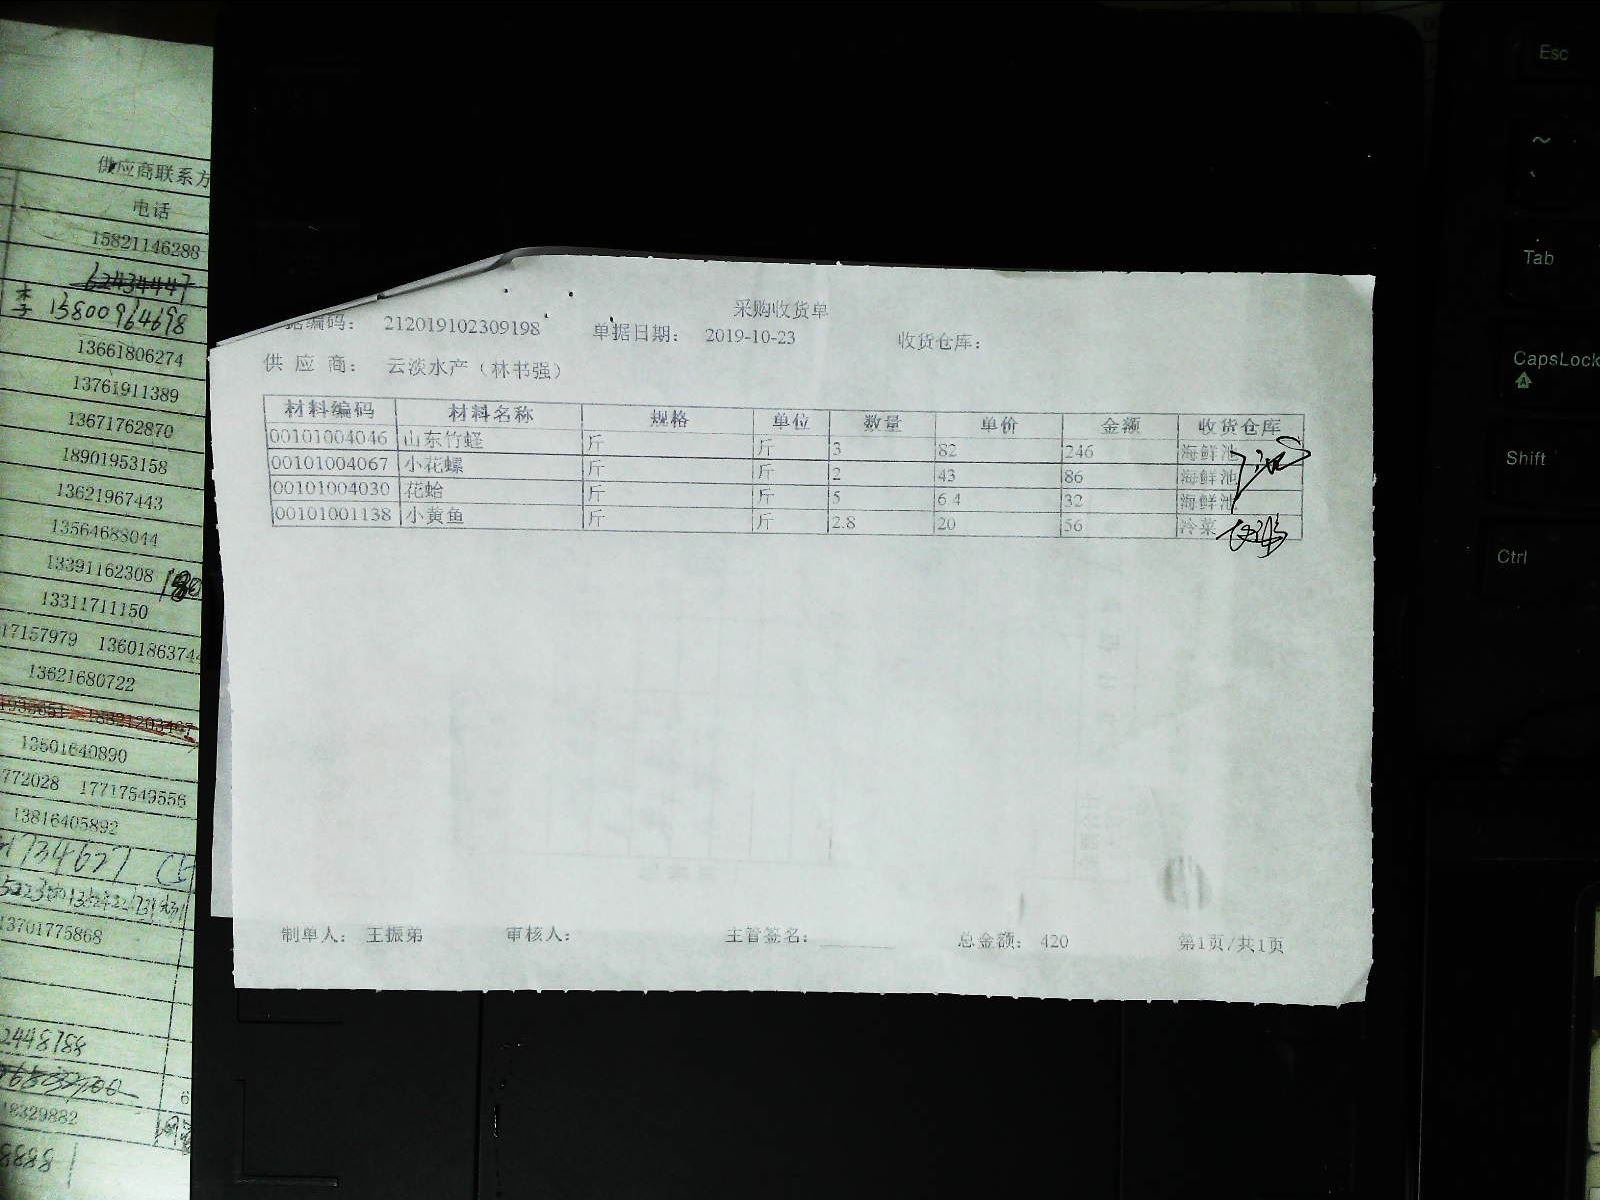 供应商联系方
电话
15821146288
62434447
李 13800964698
13661806274
13761911389
13671762870
18901953158
13621967443
13564688044
13391162308
13311711150
17157979 13601863744
13621680722
18321203467
13501640890
772028 17717549556
13816405892
13701775868
2448788
18329882
8888
采购收货单
据编码： 212019102309198 单据日期： 2019-10-23 收货仓库：
供 应 商： 云淡水产（林书强）
材料编码 材料名称 规格 单位 数量 单价 金额 收货仓库
00101004046 山东竹蛏 斤 斤 3 82 246 海鲜池
00101004067 小花螺 斤 斤 2 43 86 海鲜池
00101004030 花蛤 斤 斤 5 6.4 32 海鲜池
00101001138 小黄鱼 斤 斤 2.8 20 56 冷菜
制单人： 王振弟 审核人： 主管签名： 总金额： 420 第1页/共1页
Esc
~
Tab
CapsLock
A
Shift
Ctrl